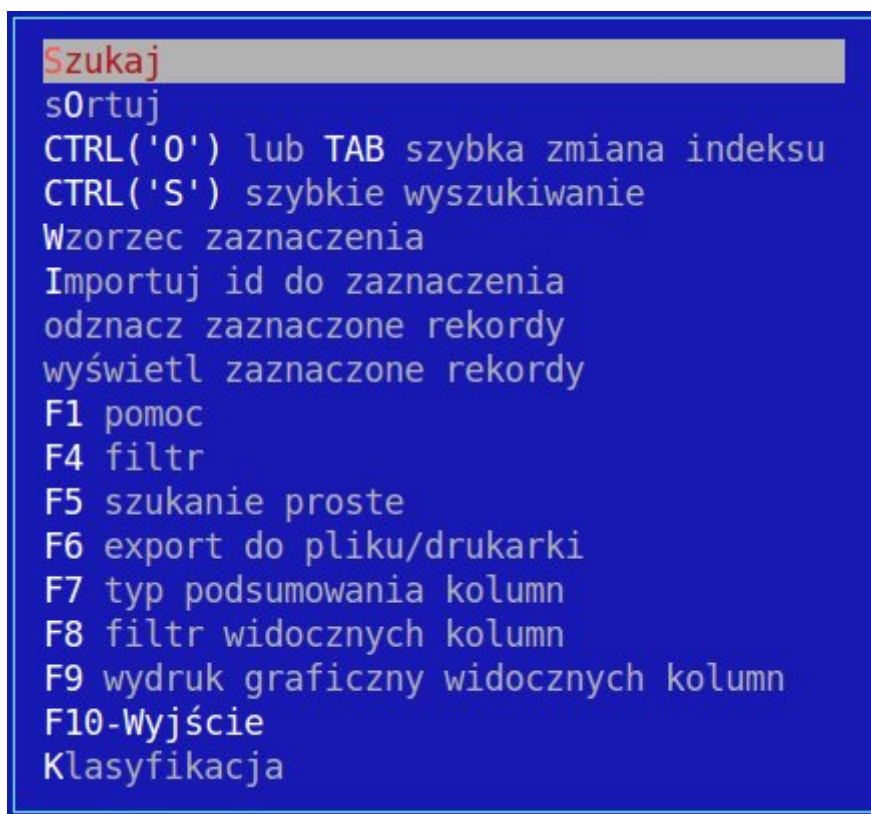 Szukaj
sOrtuj
CTRL('O') lub TAB szybka zmiana indeksu
CTRL('S') szybkie wyszukiwanie
Wzorzec zaznaczenia
Importuj id do zaznaczenia
odznacz zaznaczone rekordy
wyświetl zaznaczone rekordy
F1 pomoc
F4 filtr
F5 szukanie proste
F6 export do pliku/drukarki
F7 typ podsumowania kolumn
F8 filtr widocznych kolumn
F9 wydruk graficzny widocznych kolumn
F10-Wyjście
Klasyfikacja